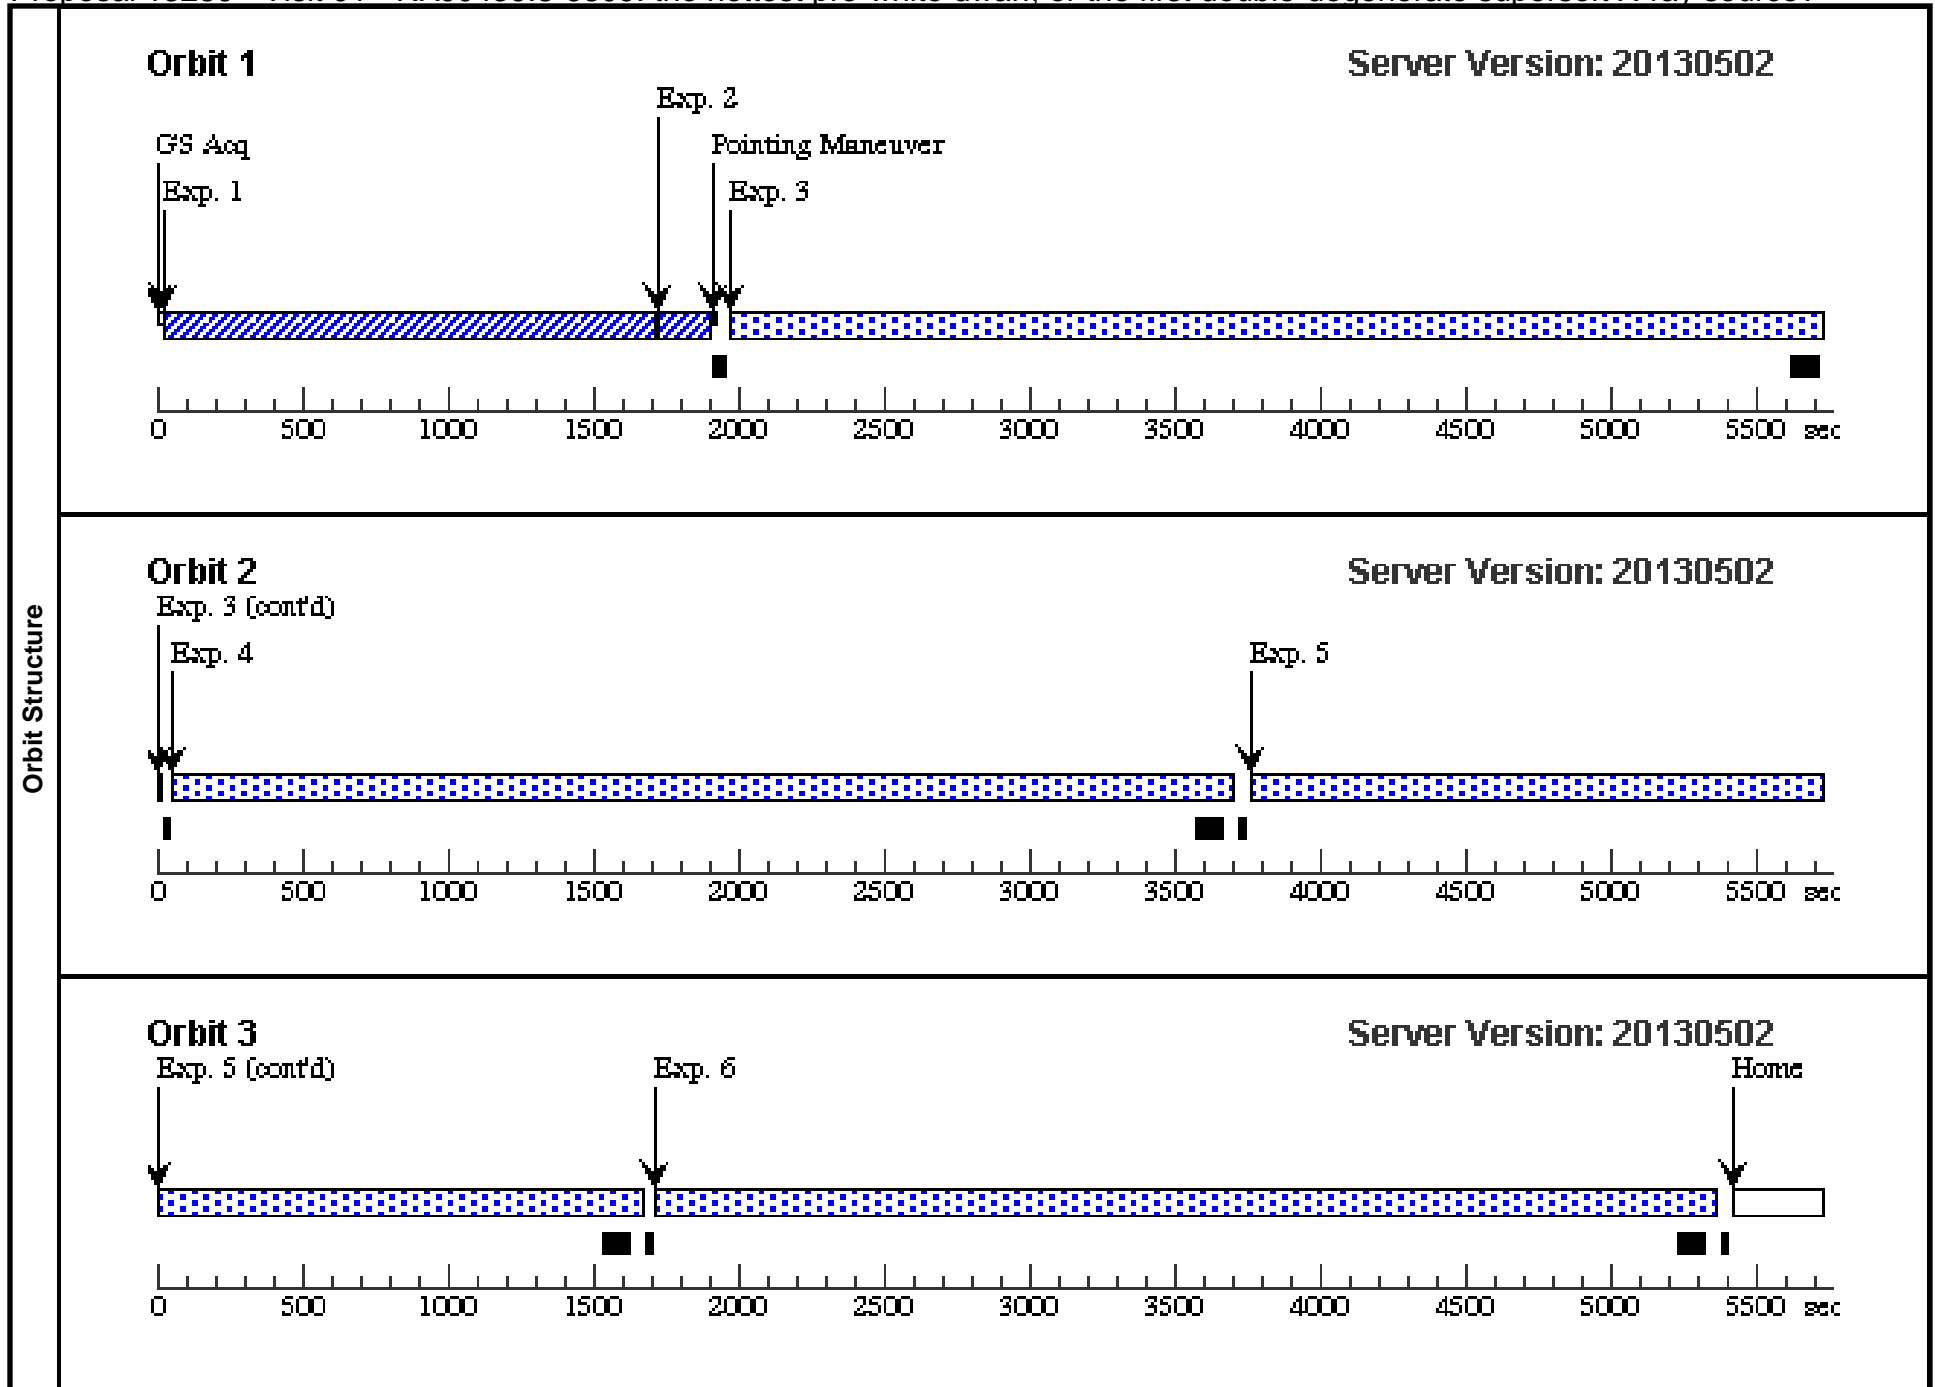 Orbit Structure
Orbit 1 Server Version: 20130502
Exp. 2
GS Acq Pointing Maneuver
Exp. 1 Exp. 3
0 500 1000 1500 2000 2500 3000 3500 4000 4500 5000 5500 sec
Orbit 2 Server Version: 20130502
Exp. 3 (cont'd)
Exp. 4 Exp. 5
0 500 1000 1500 2000 2500 3000 3500 4000 4500 5000 5500 sec
Orbit 3 Server Version: 20130502
Exp. 5 (cont'd) Exp. 6 Home
0 500 1000 1500 2000 2500 3000 3500 4000 4500 5000 5500 sec